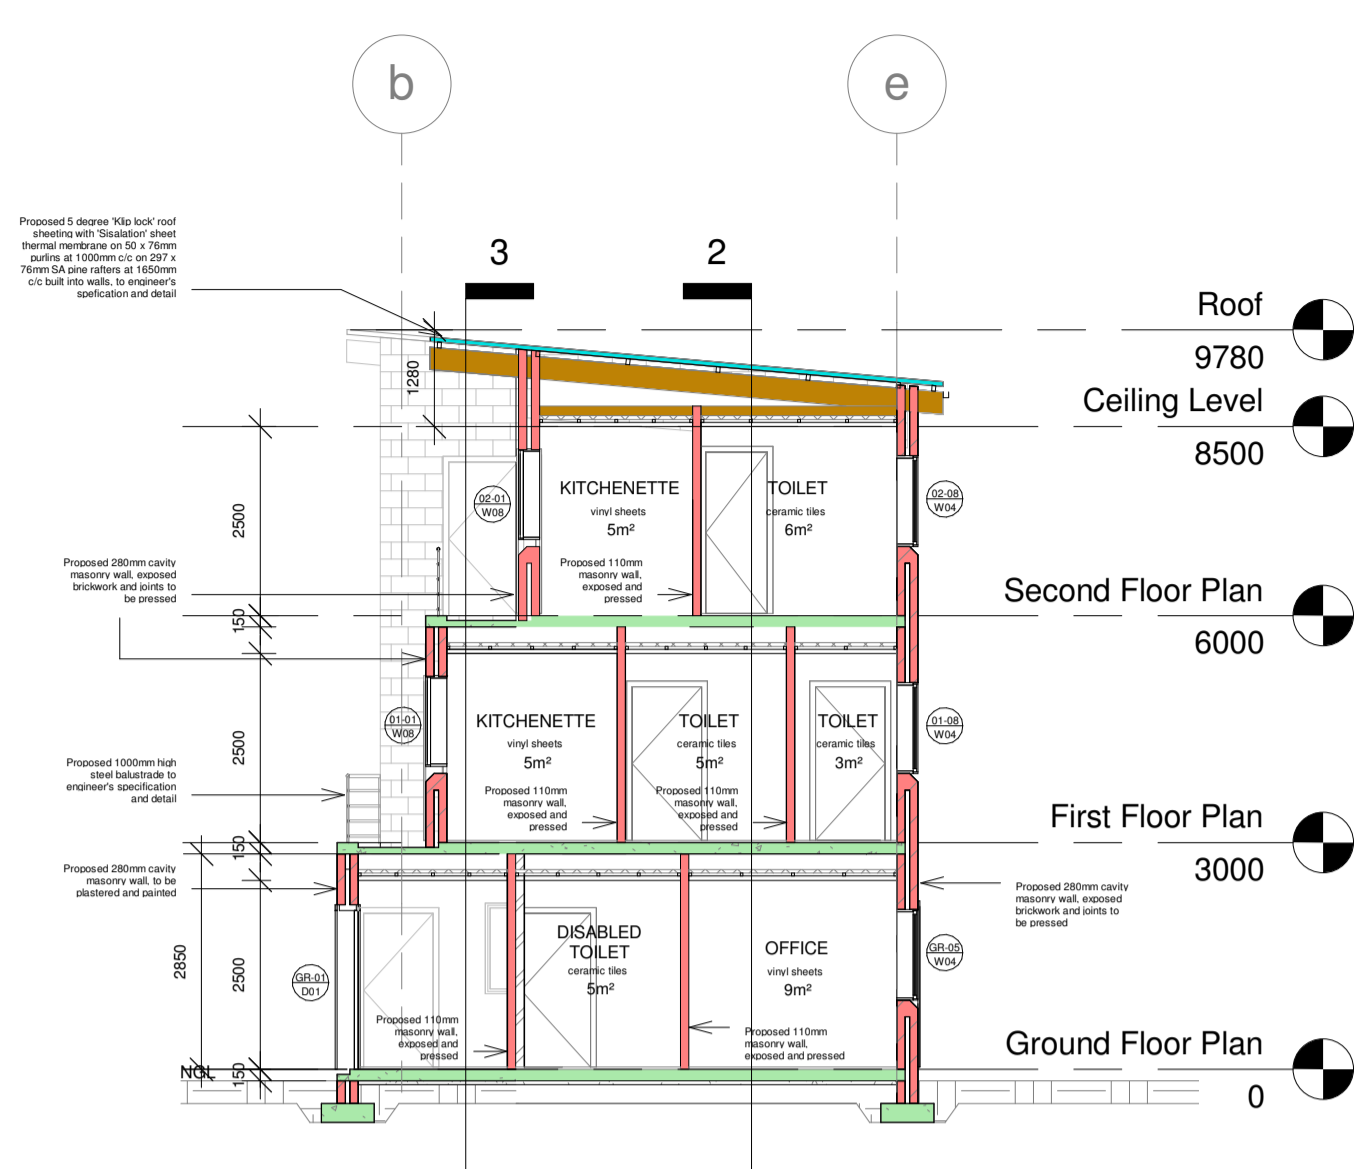 b
e
3
2
Proposed 5 degree 'Klip lock' roof
sheeting with 'Sisalation' sheet
thermal membrane on 50 x 76mm
purlins at 1000mm c/c on 297 x
76mm SA pine rafters at 1650mm
c/c built into walls, to engineer's
spefication and detail
Roof
9780
Ceiling Level
8500
1280
2500
02-01
W08
KITCHENETTE
vinyl sheets
5m²
TOILET
ceramic tiles
6m²
02-08
W04
Proposed 280mm cavity
masonry wall, exposed
brickwork and joints to
be pressed
Proposed 110mm
masonry wall,
exposed and
pressed
Second Floor Plan
6000
150
2500
01-01
W08
KITCHENETTE
vinyl sheets
5m²
TOILET
ceramic tiles
5m²
TOILET
ceramic tiles
3m²
01-08
W04
Proposed 1000mm high
steel balustrade to
engineer's specification
and detail
Proposed 110mm
masonry wall,
exposed and
pressed
Proposed 110mm
masonry wall,
exposed and
pressed
First Floor Plan
3000
150
Proposed 280mm cavity
masonry wall, to be
plastered and painted
Proposed 280mm cavity
masonry wall, exposed
brickwork and joints to
be pressed
2850
2500
GR-01
D01
DISABLED
TOILET
ceramic tiles
5m²
OFFICE
vinyl sheets
9m²
GR-05
W04
Proposed 110mm
masonry wall,
exposed and
pressed
Proposed 110mm
masonry wall,
exposed and pressed
Ground Floor Plan
0
NGL
150